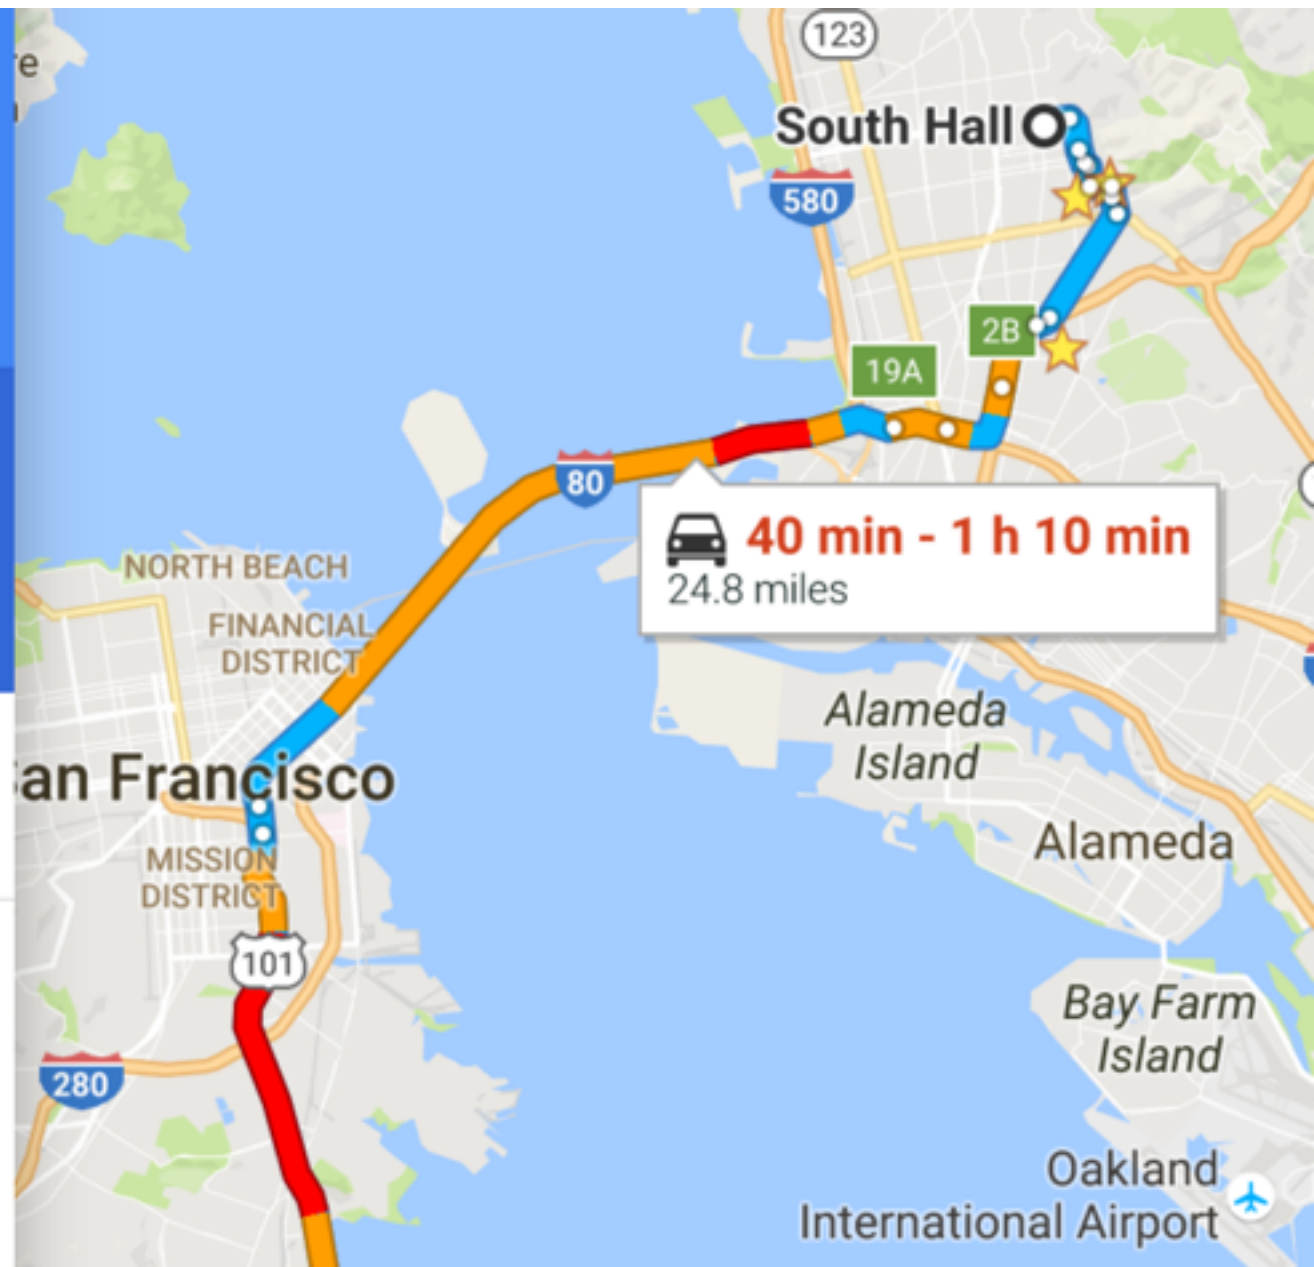 123
re
South Hall
580
2B
19A
80
40 min - 1 h 10 min
24.8 miles
NORTH BEACH
FINANCIAL
DISTRICT
Alameda
Island
an Francisco
Alameda
MISSION
DISTRICT
101
Bay Farm
Island
280
Oakland
International Airport